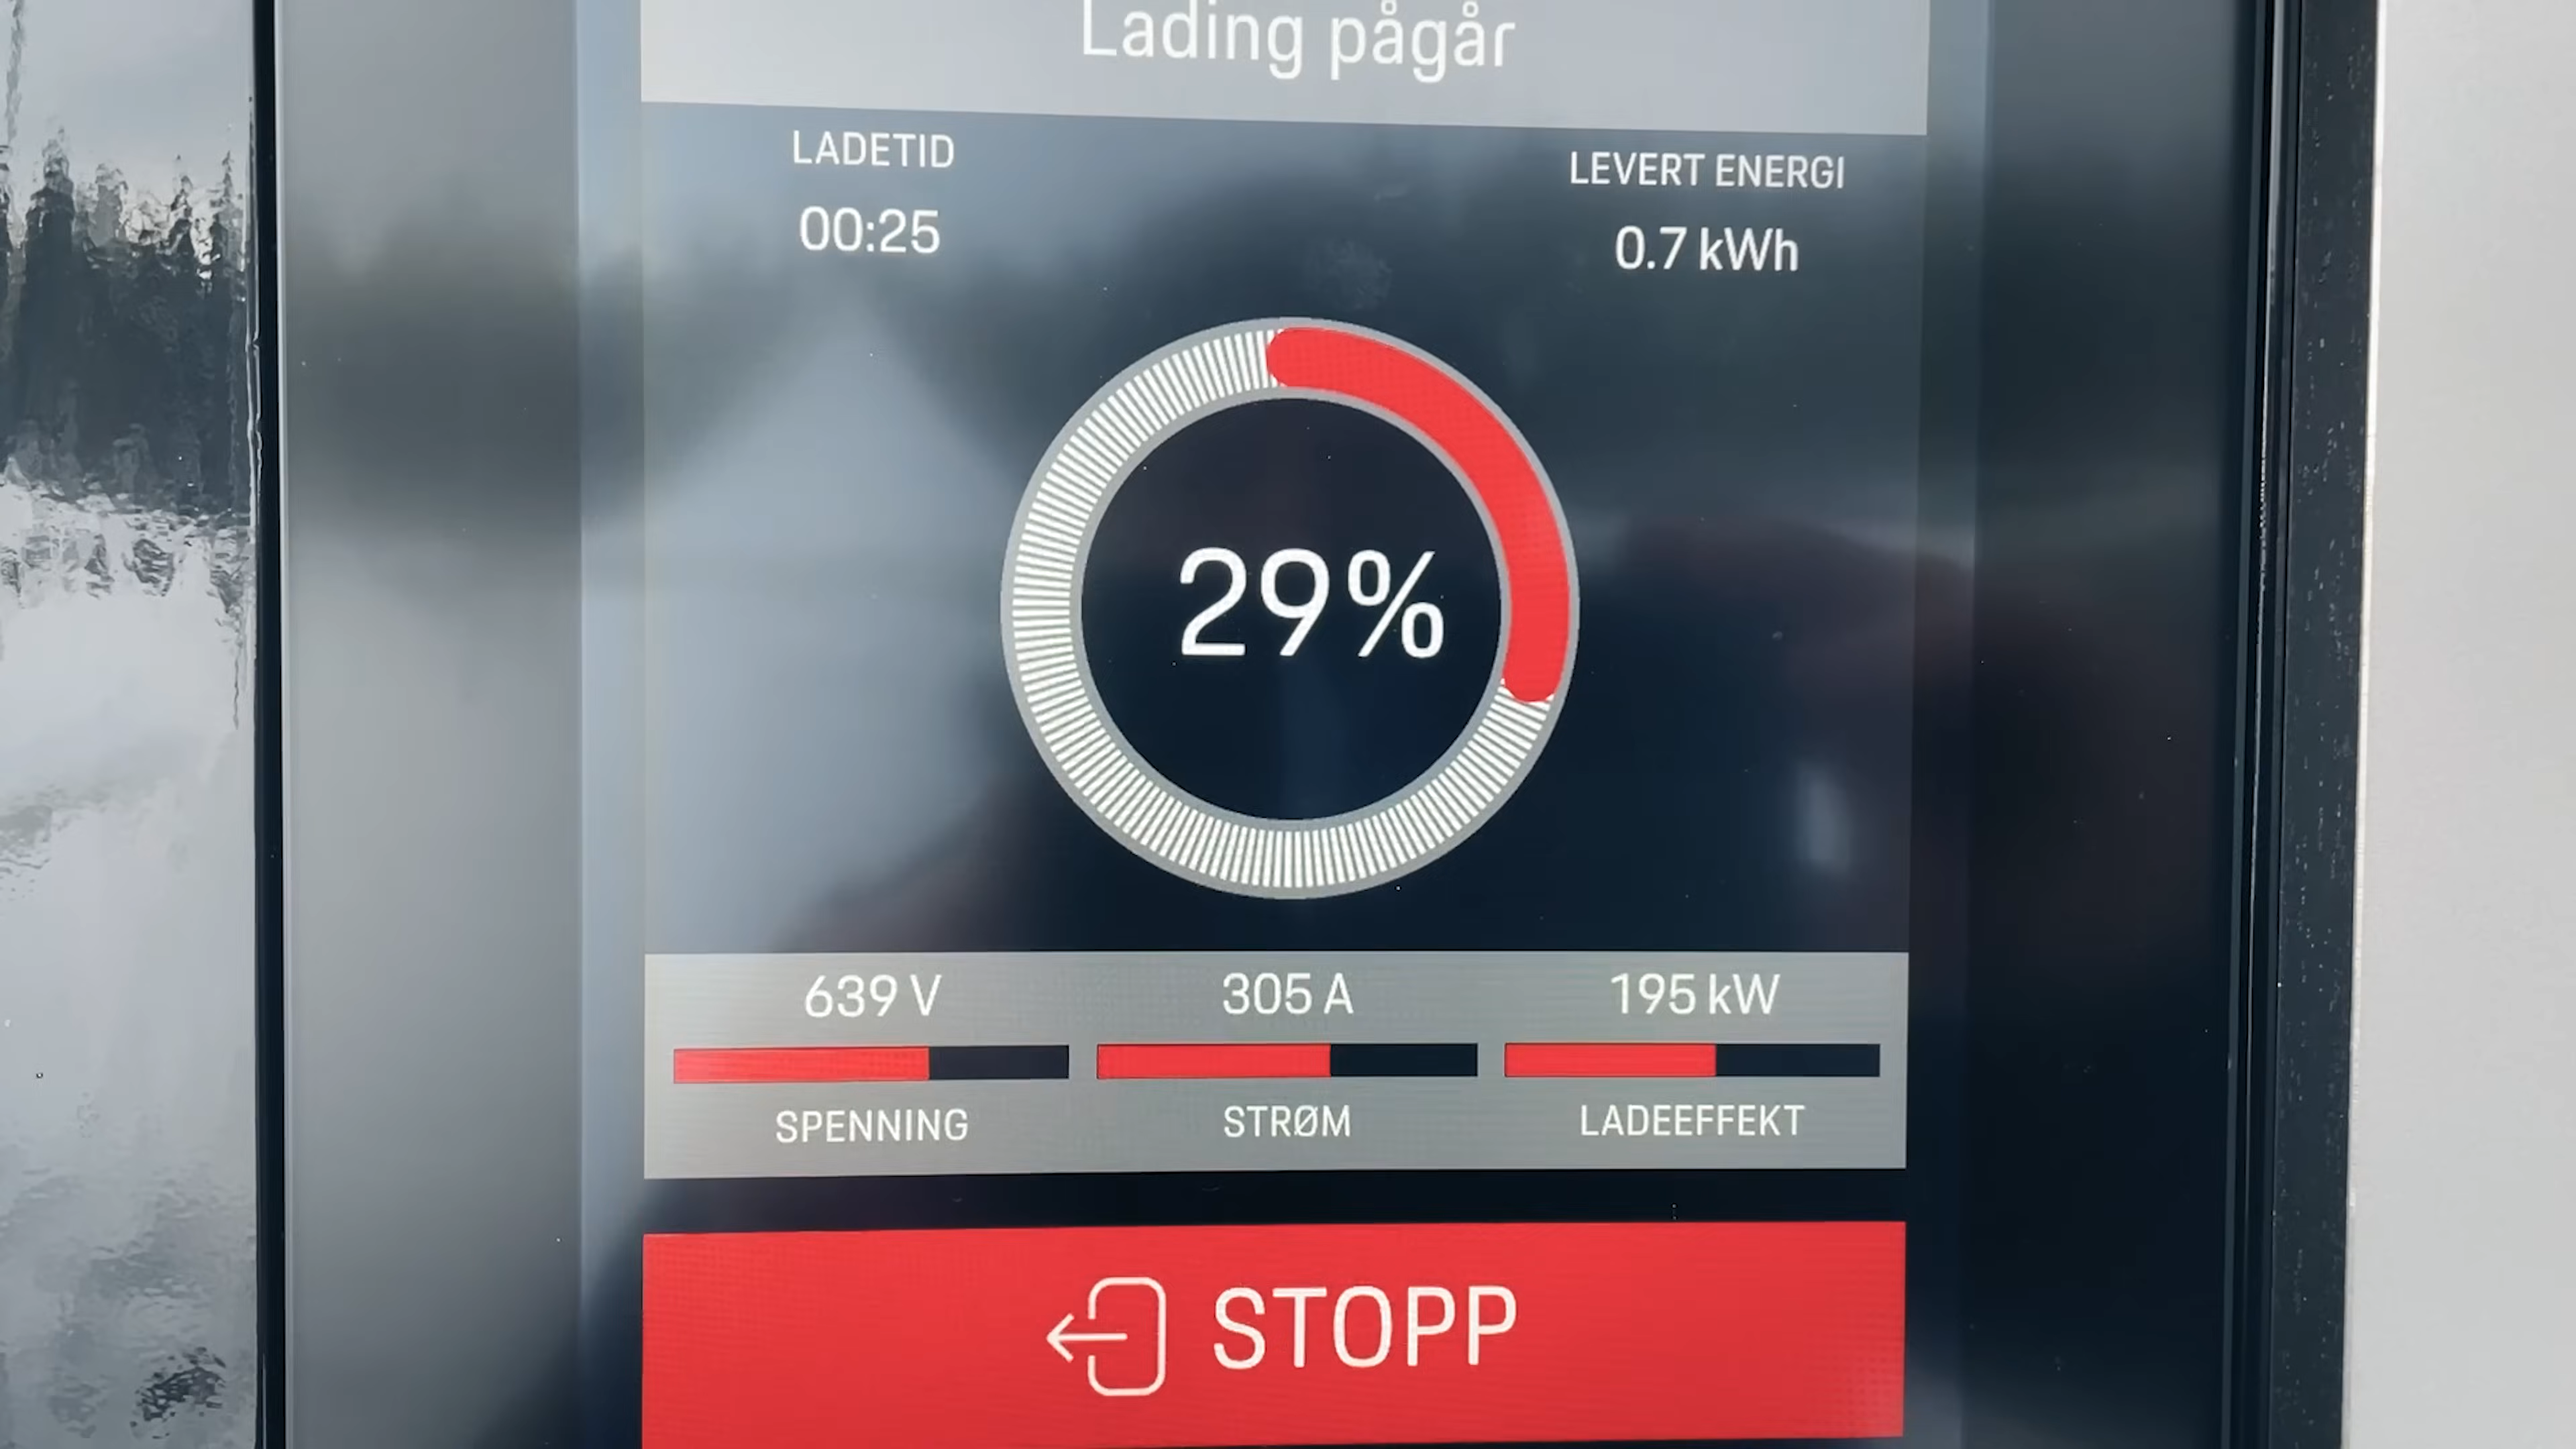 Lading pågår
LADETID
00:25
LEVERT ENERGI
0.7 kWh
29%
639 V
305 A
195 kW
SPENNING
STRØM
LADEEFFEKT
STOPP